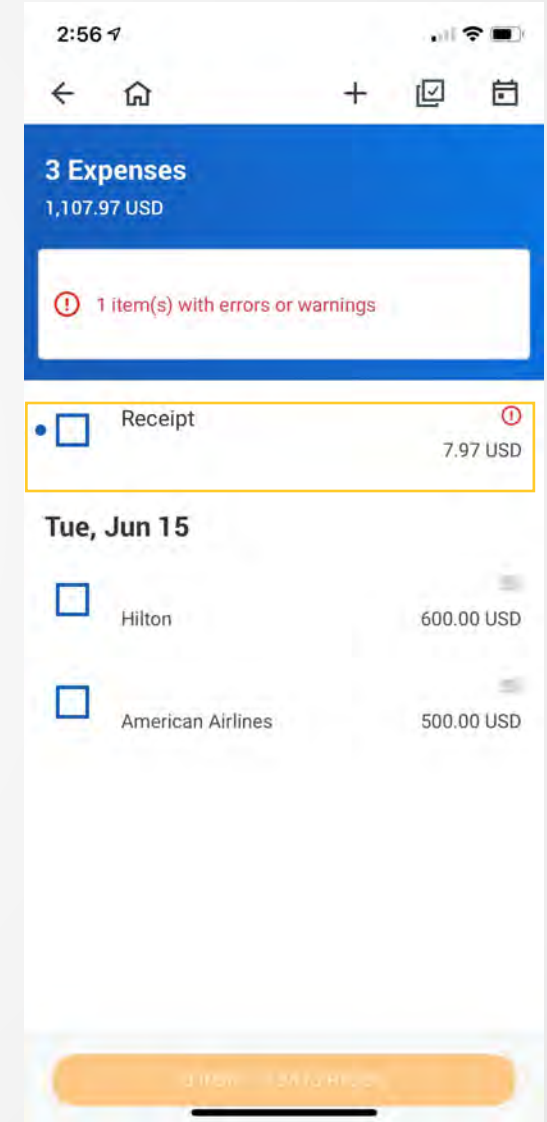 2:56
3 Expenses
1,107.97 USD
1 item(s) with errors or warnings
Receipt
7.97 USD
Tue, Jun 15
Hilton
600.00 USD
American Airlines
500.00 USD